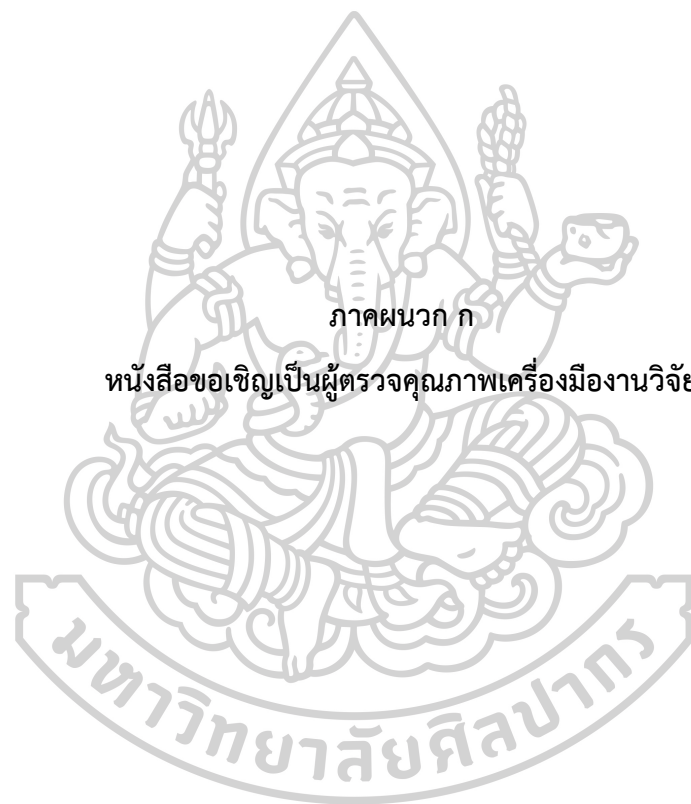 ภาคผนวก ก
หนังสือขอเชิญเป็นผู้ตรวจคุณภาพเครื่องมืองานวิจัย
มหาวิทยาลัยศิลปากร